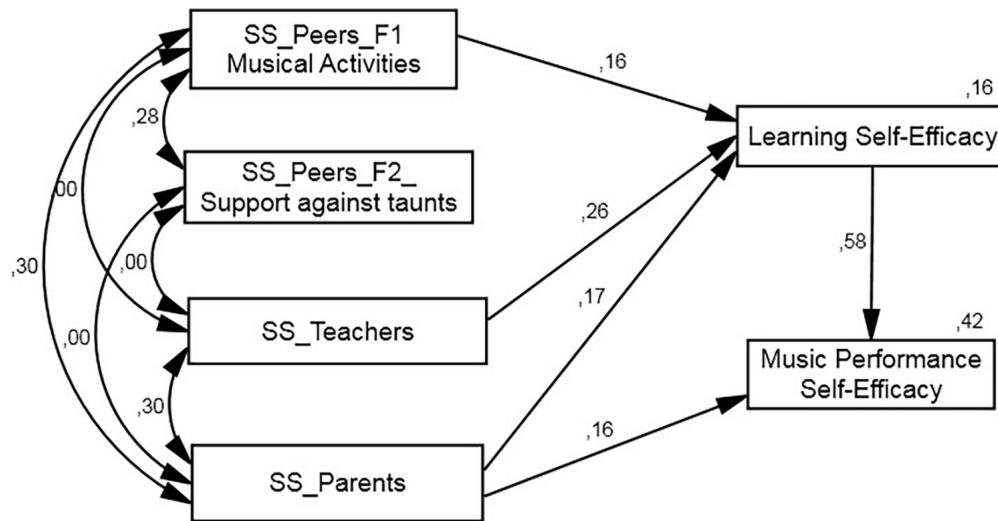 SS_Peers_F1
Musical Activities
,16
,16
Learning Self-Efficacy
,28
SS_Peers_F2_
Support against taunts
,00
,26
,58
,00
,30
,17
SS_Teachers
,00
,42
Music Performance
Self-Efficacy
,30
,16
SS_Parents